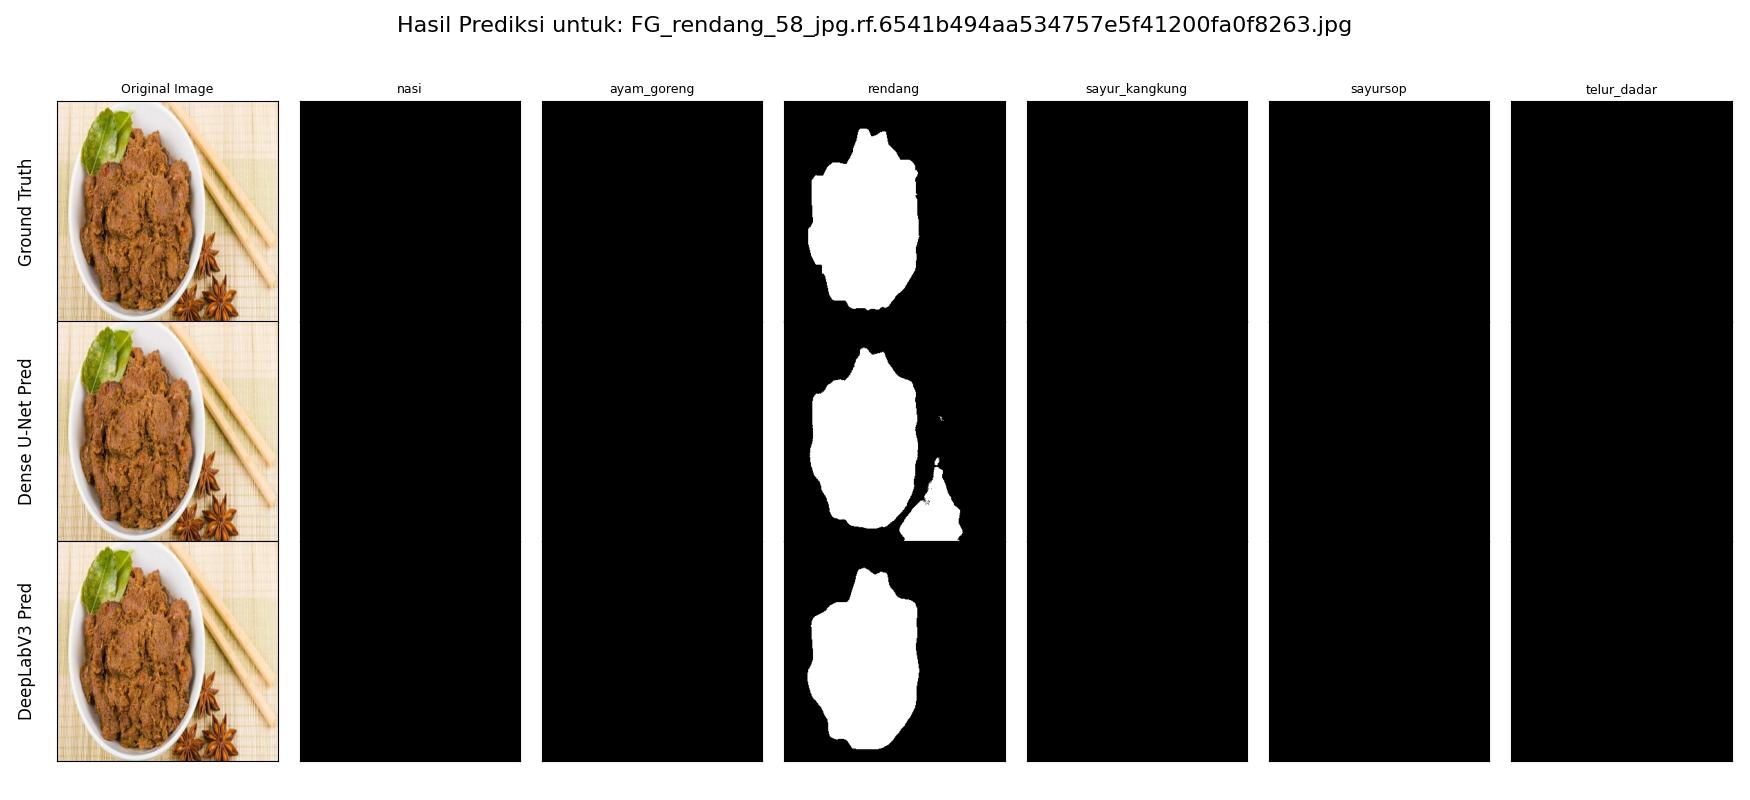 Hasil Prediksi untuk: FG_rendang_58_jpg.rf.6541b494aa534757e5f41200fa0f8263.jpg
Original Image
nasi
ayam_goreng
rendang
sayur_kangkung
sayursop
telur_dadar
Ground Truth
Dense U-Net Pred
DeepLabV3 Pred